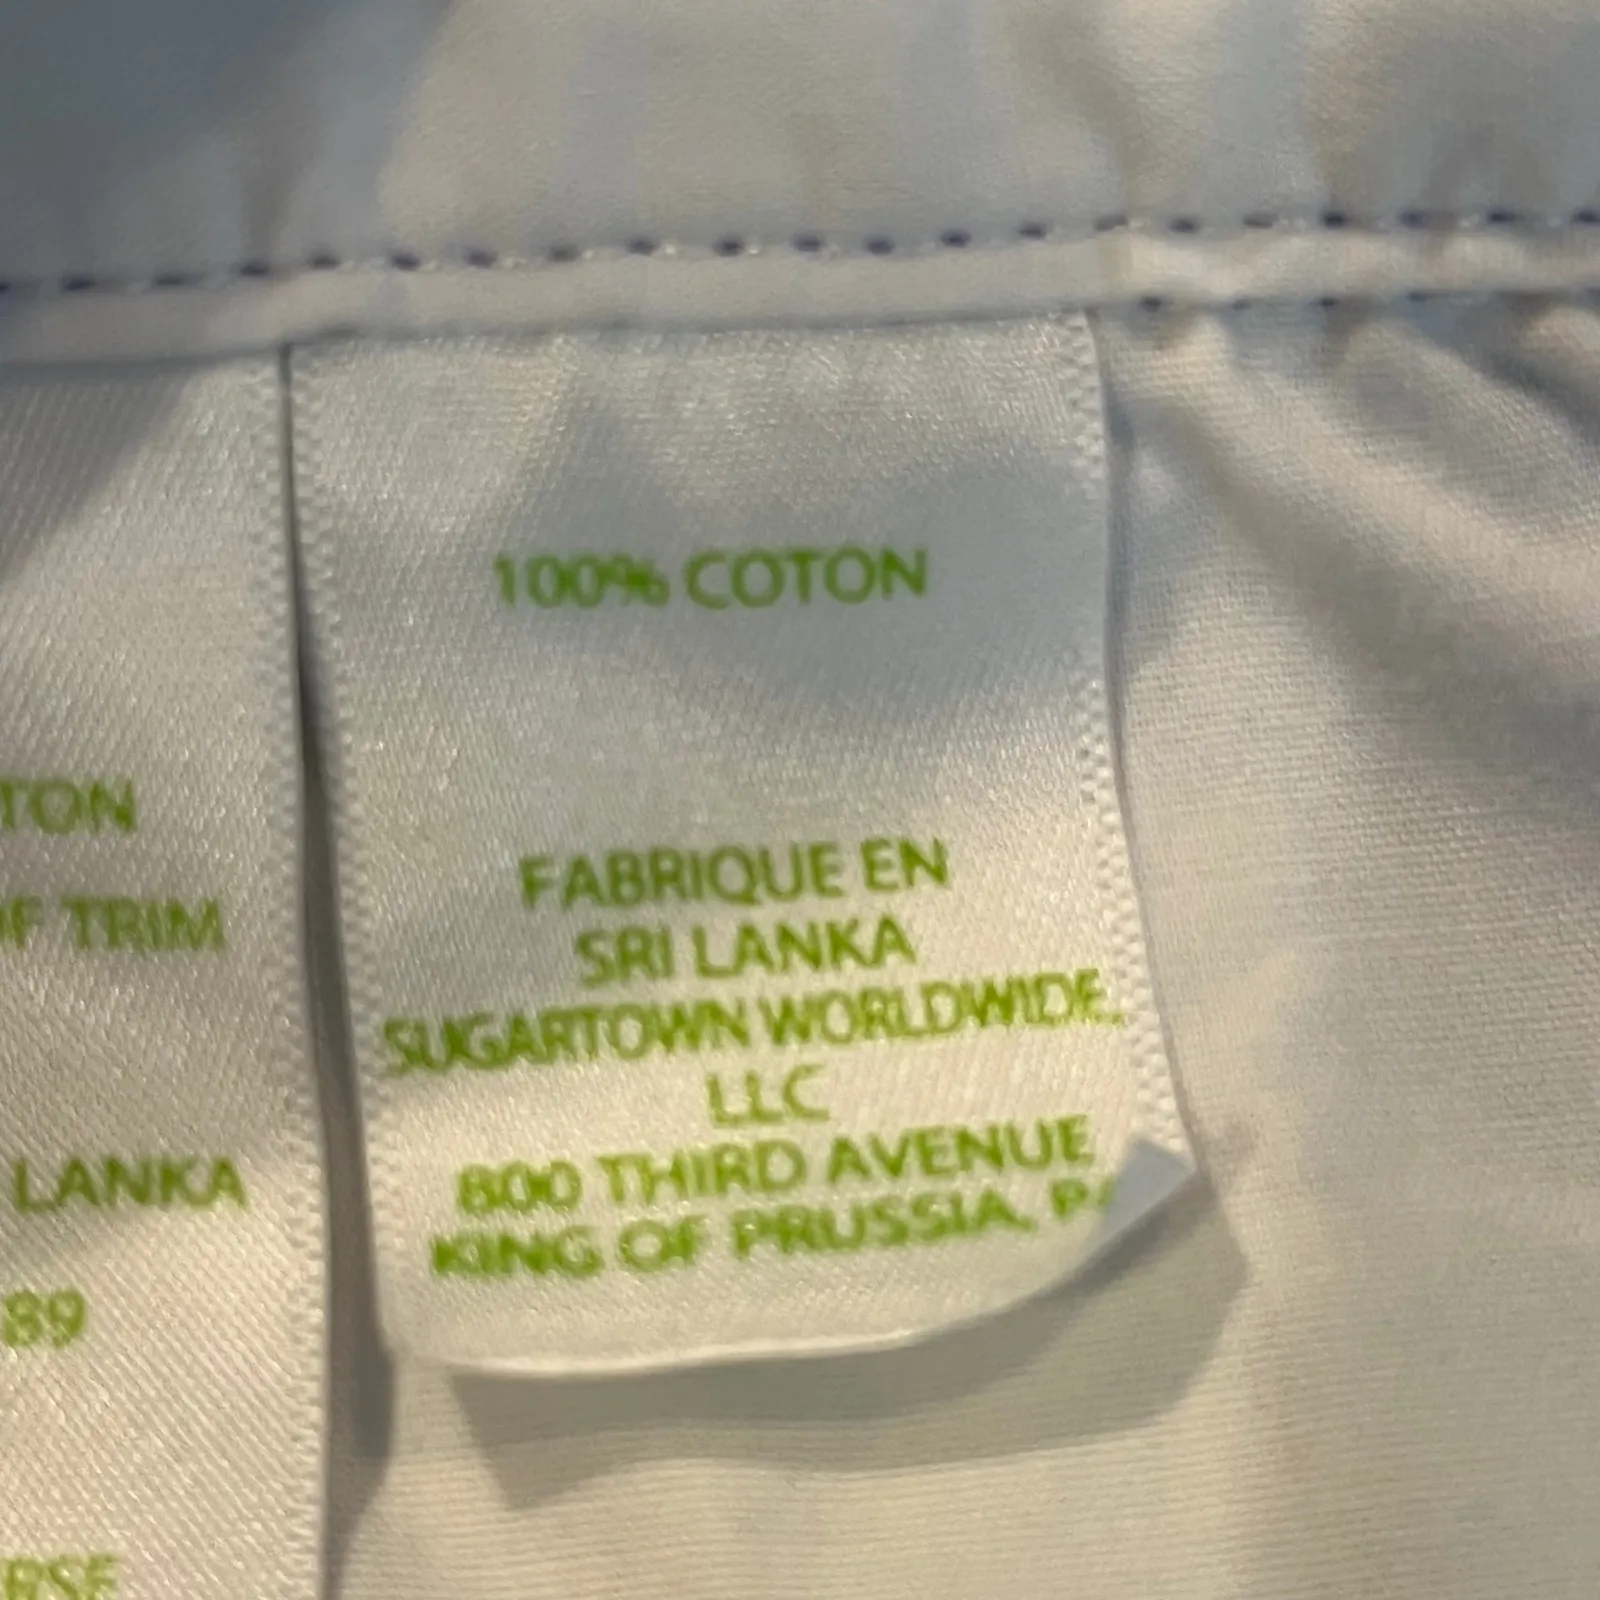 TON
F TRIM
LANKA
89
RSE
100% COTON
FABRIQUE EN
SRI LANKA
SUGARTOWN WORLDWIDE,
LLC
800 THIRD AVENUE
KING OF PRUSSIA, P